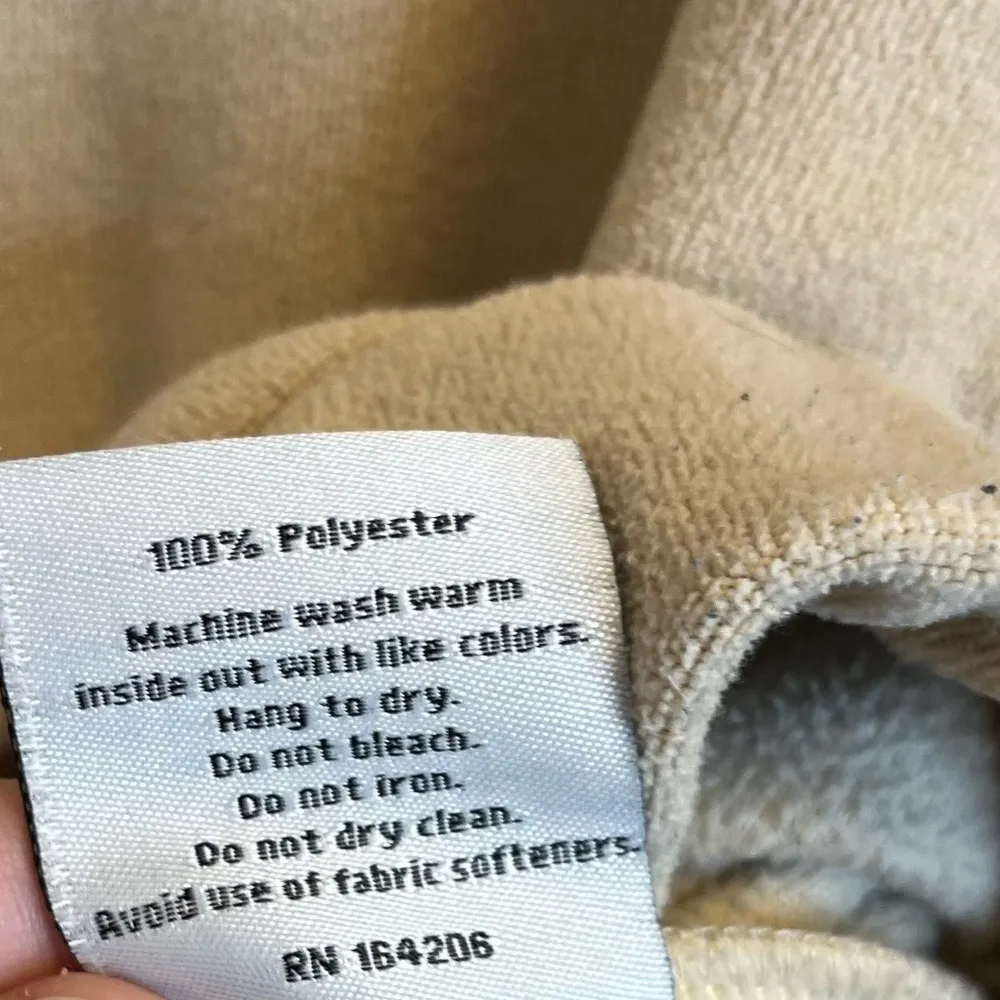 100% Polyester
Machine wash warm
inside out with like colors.
Hang to dry.
Do not bleach.
Do not iron.
Do not dry clean.
Avoid use of fabric softeners.
RN 164206